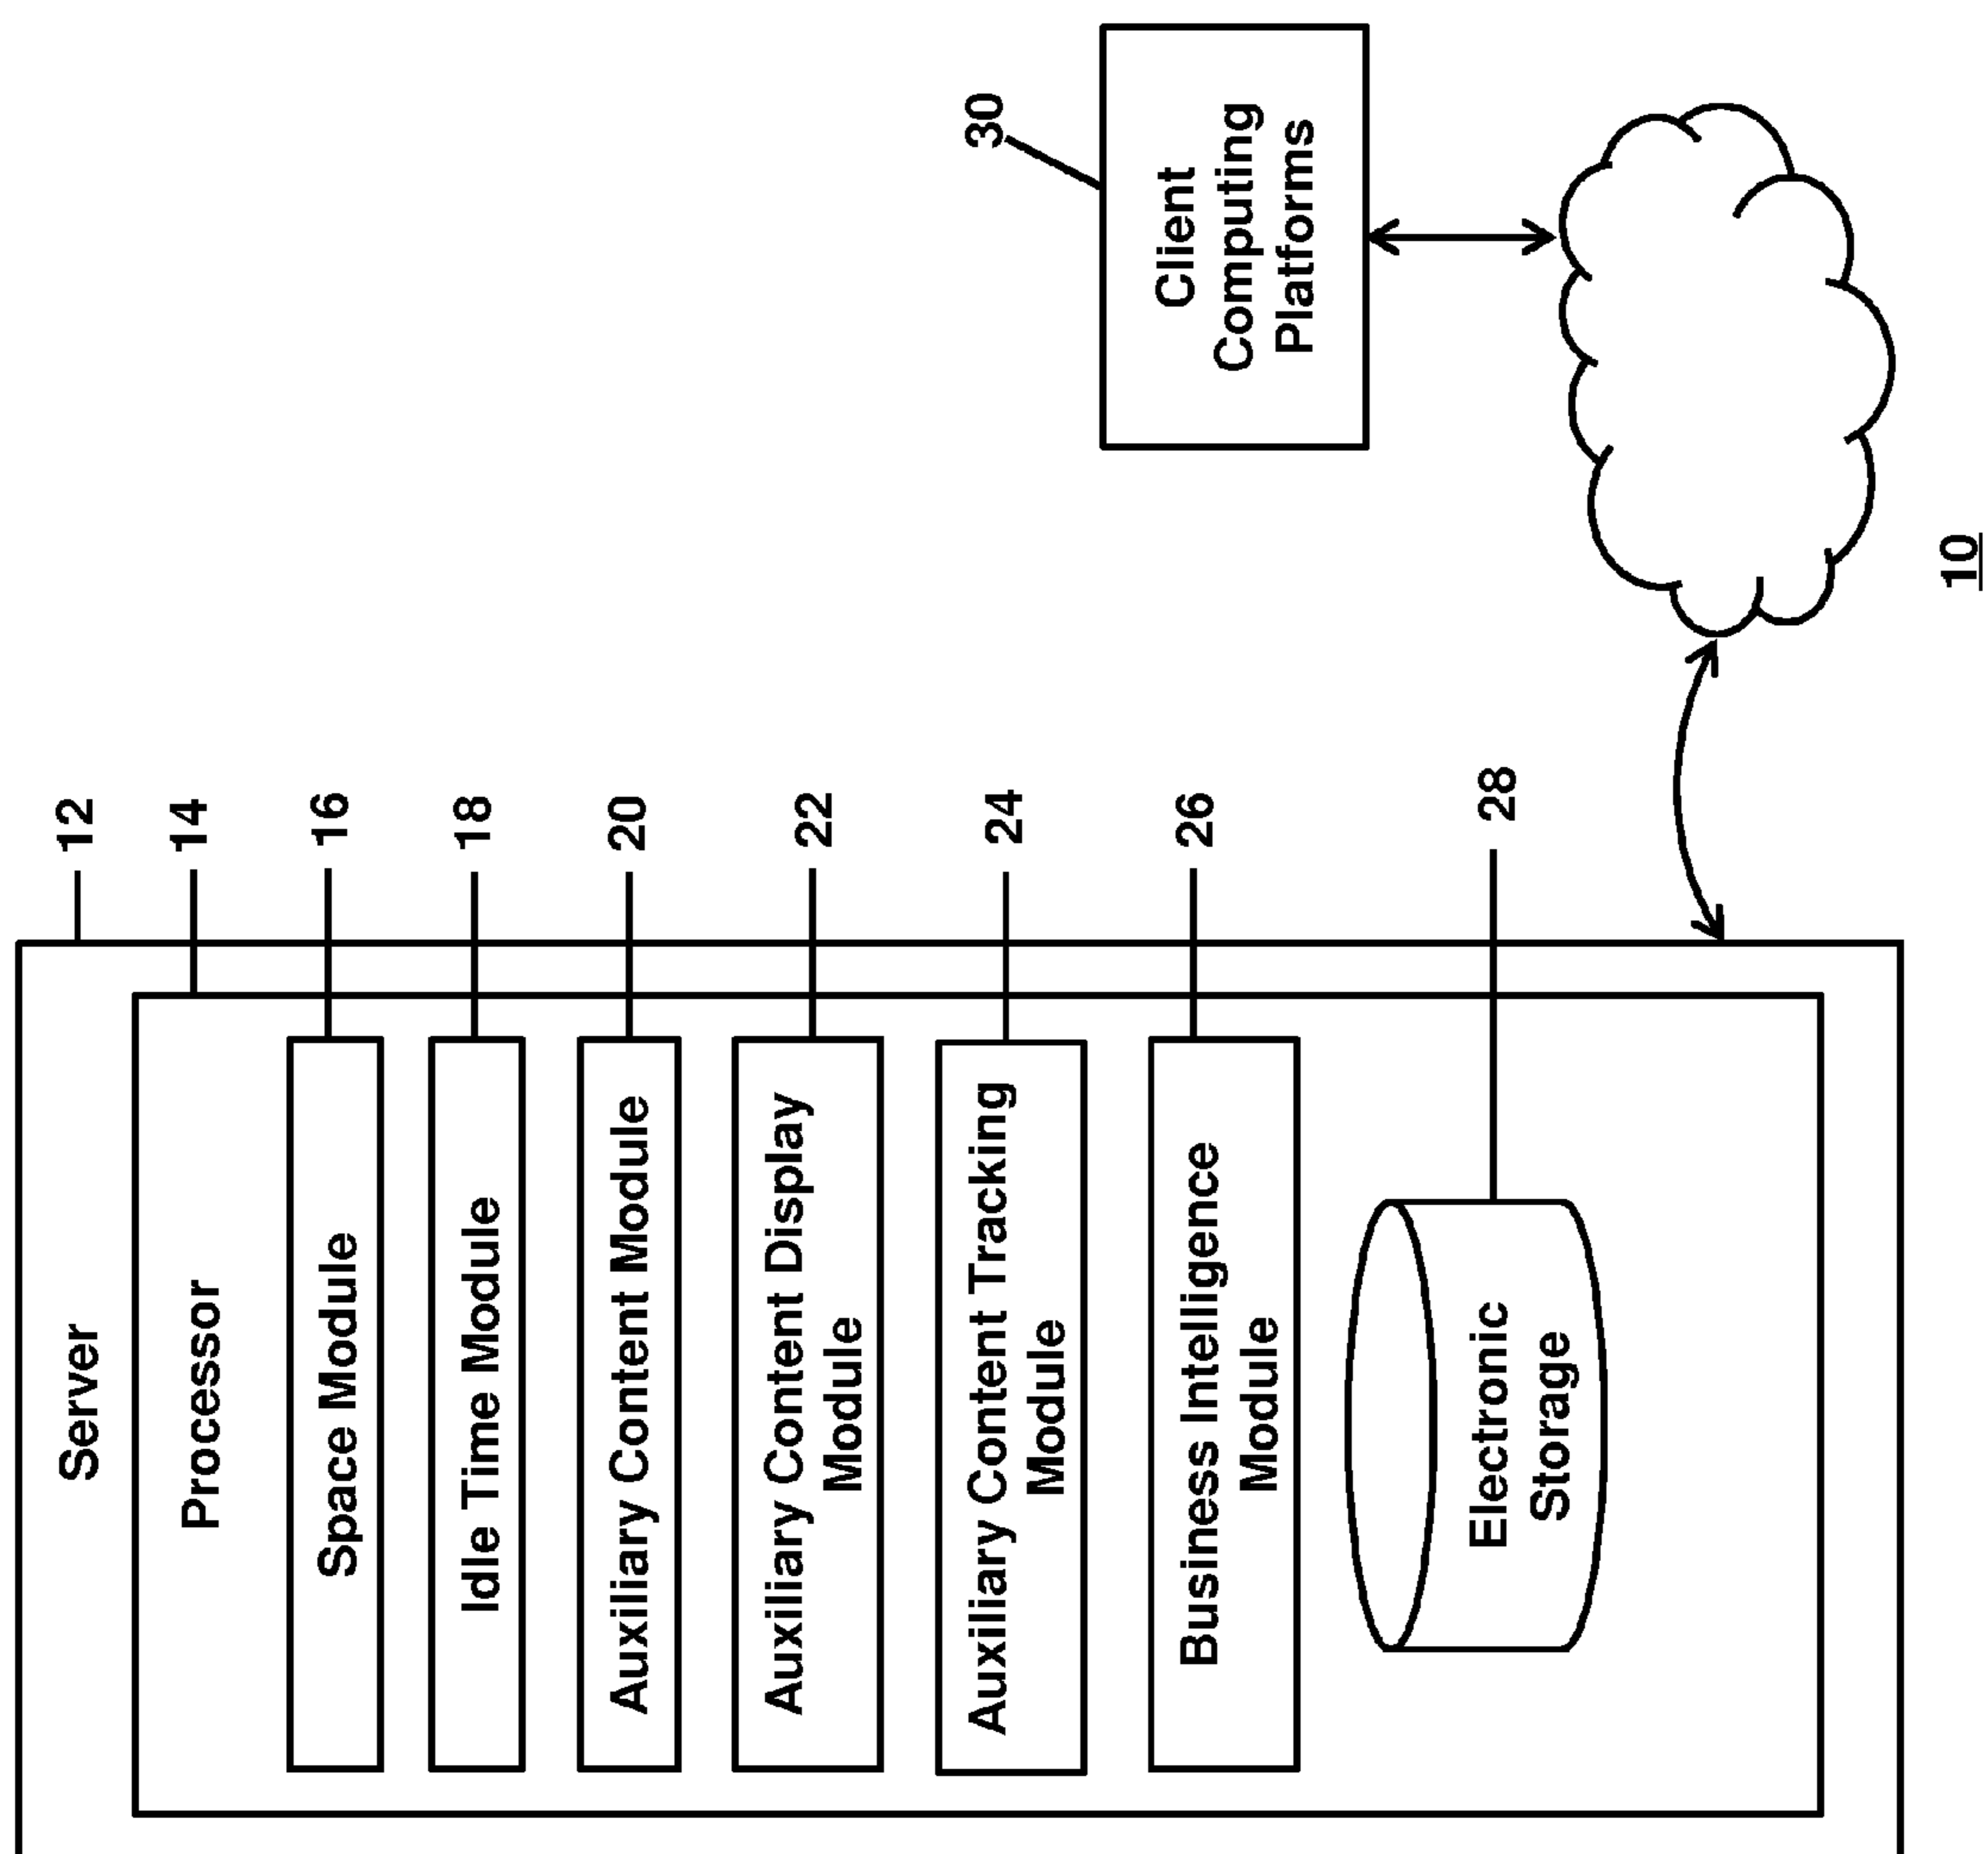 Server
12
Processor
14
Space Module
16
Idle Time Module
18
Auxiliary Content Module
20
Auxiliary Content Display
Module
22
Auxiliary Content Tracking
Module
24
Business Intelligence
Module
26
Electronic
Storage
28
30
Client
Computing
Platforms
10